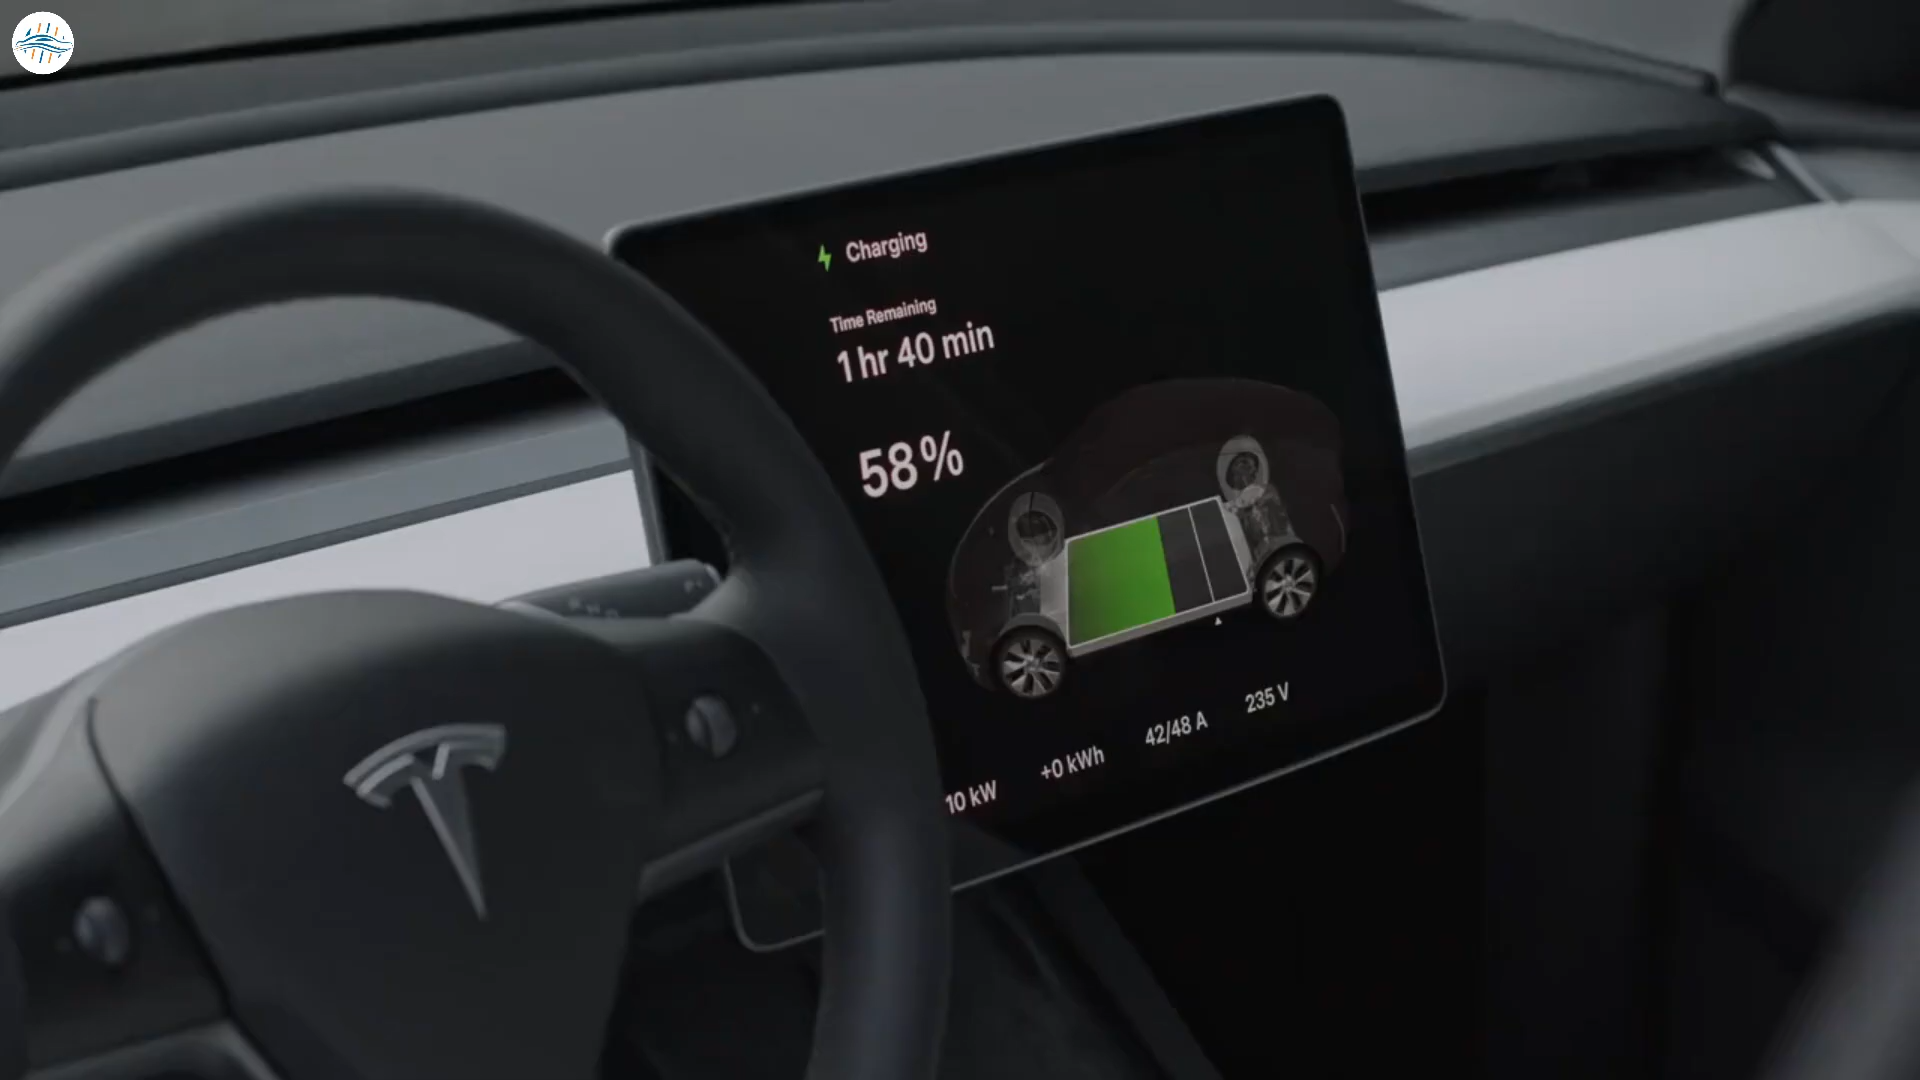 Charging
Time Remaining
1 hr 40 min
58%
10 kW
+0 kWh
42/48 A
235 V